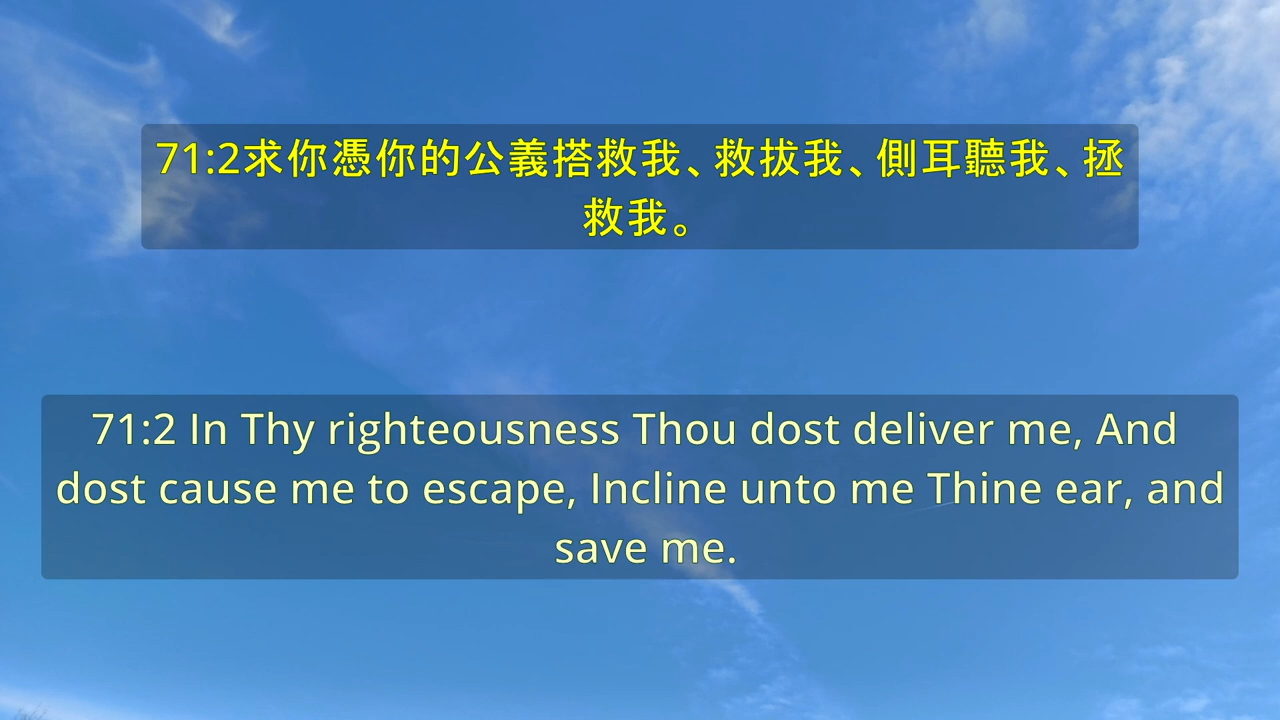 71:2求你憑你的公義搭救我、救拔我、側耳聽我、拯
救我。
71:2 In Thy righteousness Thou dost deliver me, And
dost cause me to escape, Incline unto me Thine ear, and
save me.